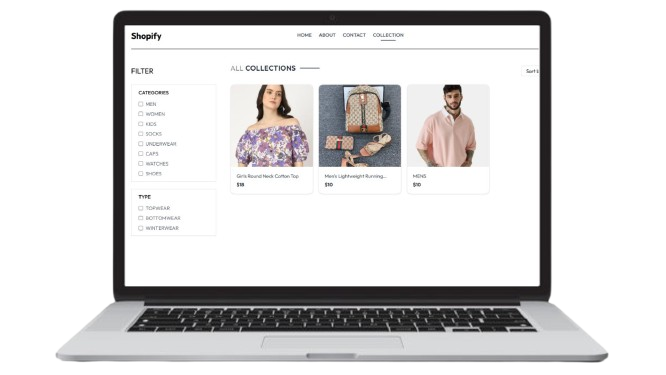 Shopify
HOME ABOUT CONTACT COLLECTION
FILTER
ALL COLLECTIONS
Sort
CATEGORIES
MEN
WOMEN
KIDS
SOCKS
UNDERWEAR
CAPS
WATCHES
SHOES
TYPE
TOPWEAR
BOTTOMWEAR
WINTERWEAR
Girls Round Neck Cotton Top
$18
Men's Lightweight Running...
$10
MENS
$10